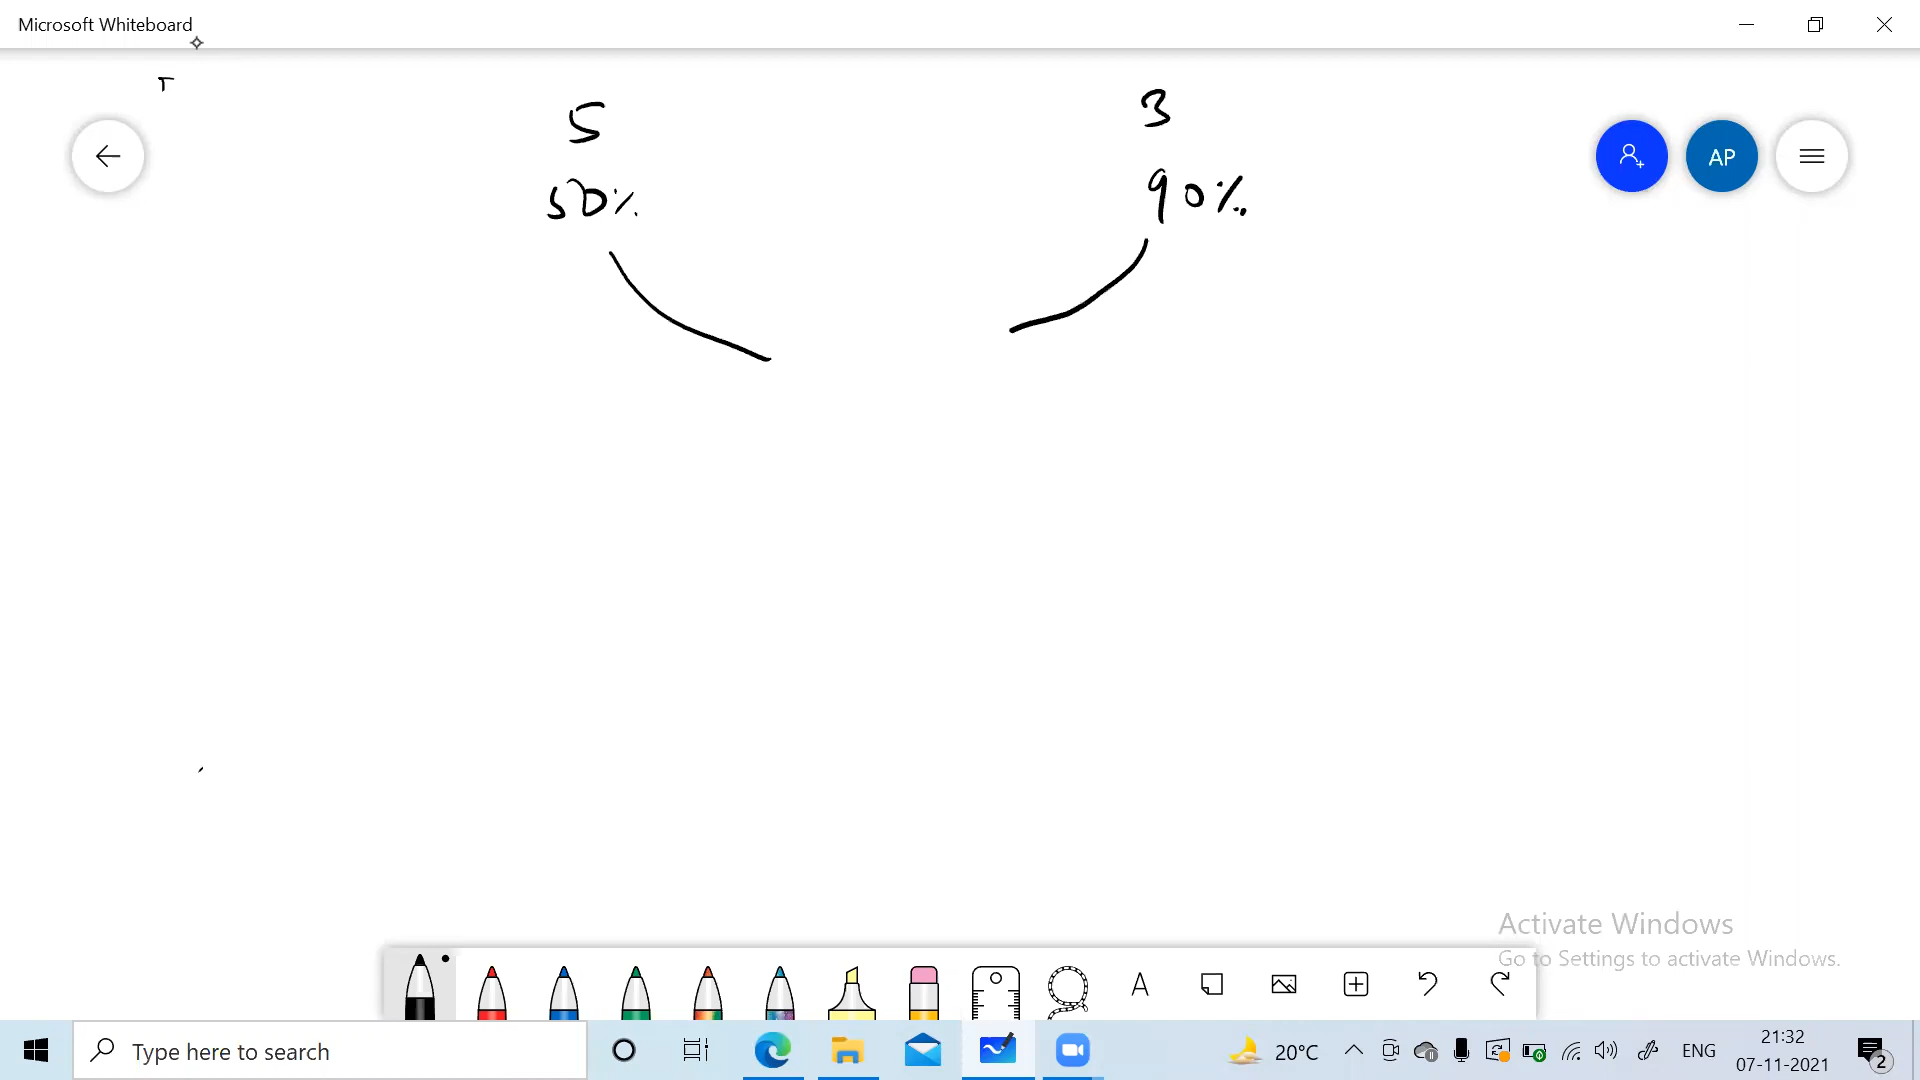 Microsoft Whiteboard
5
3
50%
90%
AP
Activate Windows
Go to Settings to activate Windows.
A
Type here to search
20°C
ENG
21:32
07-11-2021
2